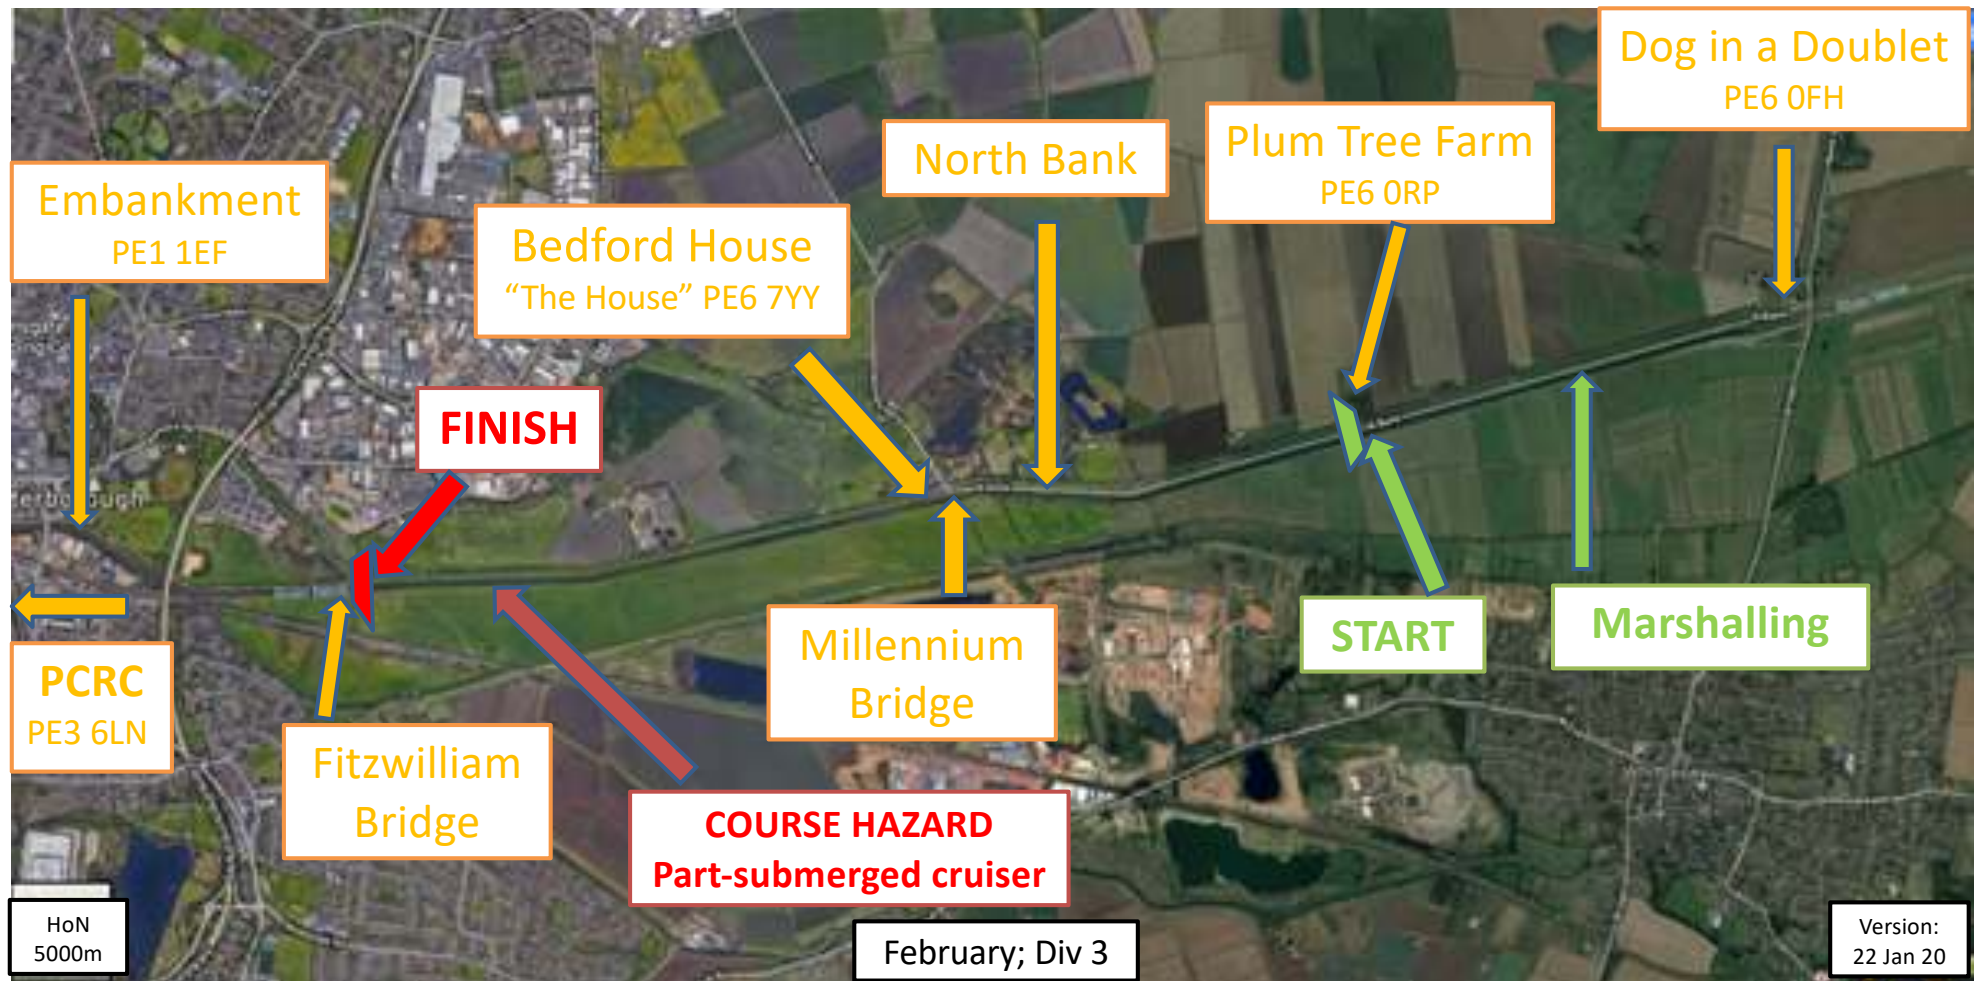 Dog in a Doublet
PE6 0FH
North Bank
Plum Tree Farm
PE6 0RP
Embankment
PE1 1EF
Bedford House
“The House” PE6 7YY
FINISH
terborough
START
Marshalling
Millennium
Bridge
PCRC
PE3 6LN
Fitzwilliam
Bridge
COURSE HAZARD
Part-submerged cruiser
HoN
5000m
February; Div 3
Version:
22 Jan 20